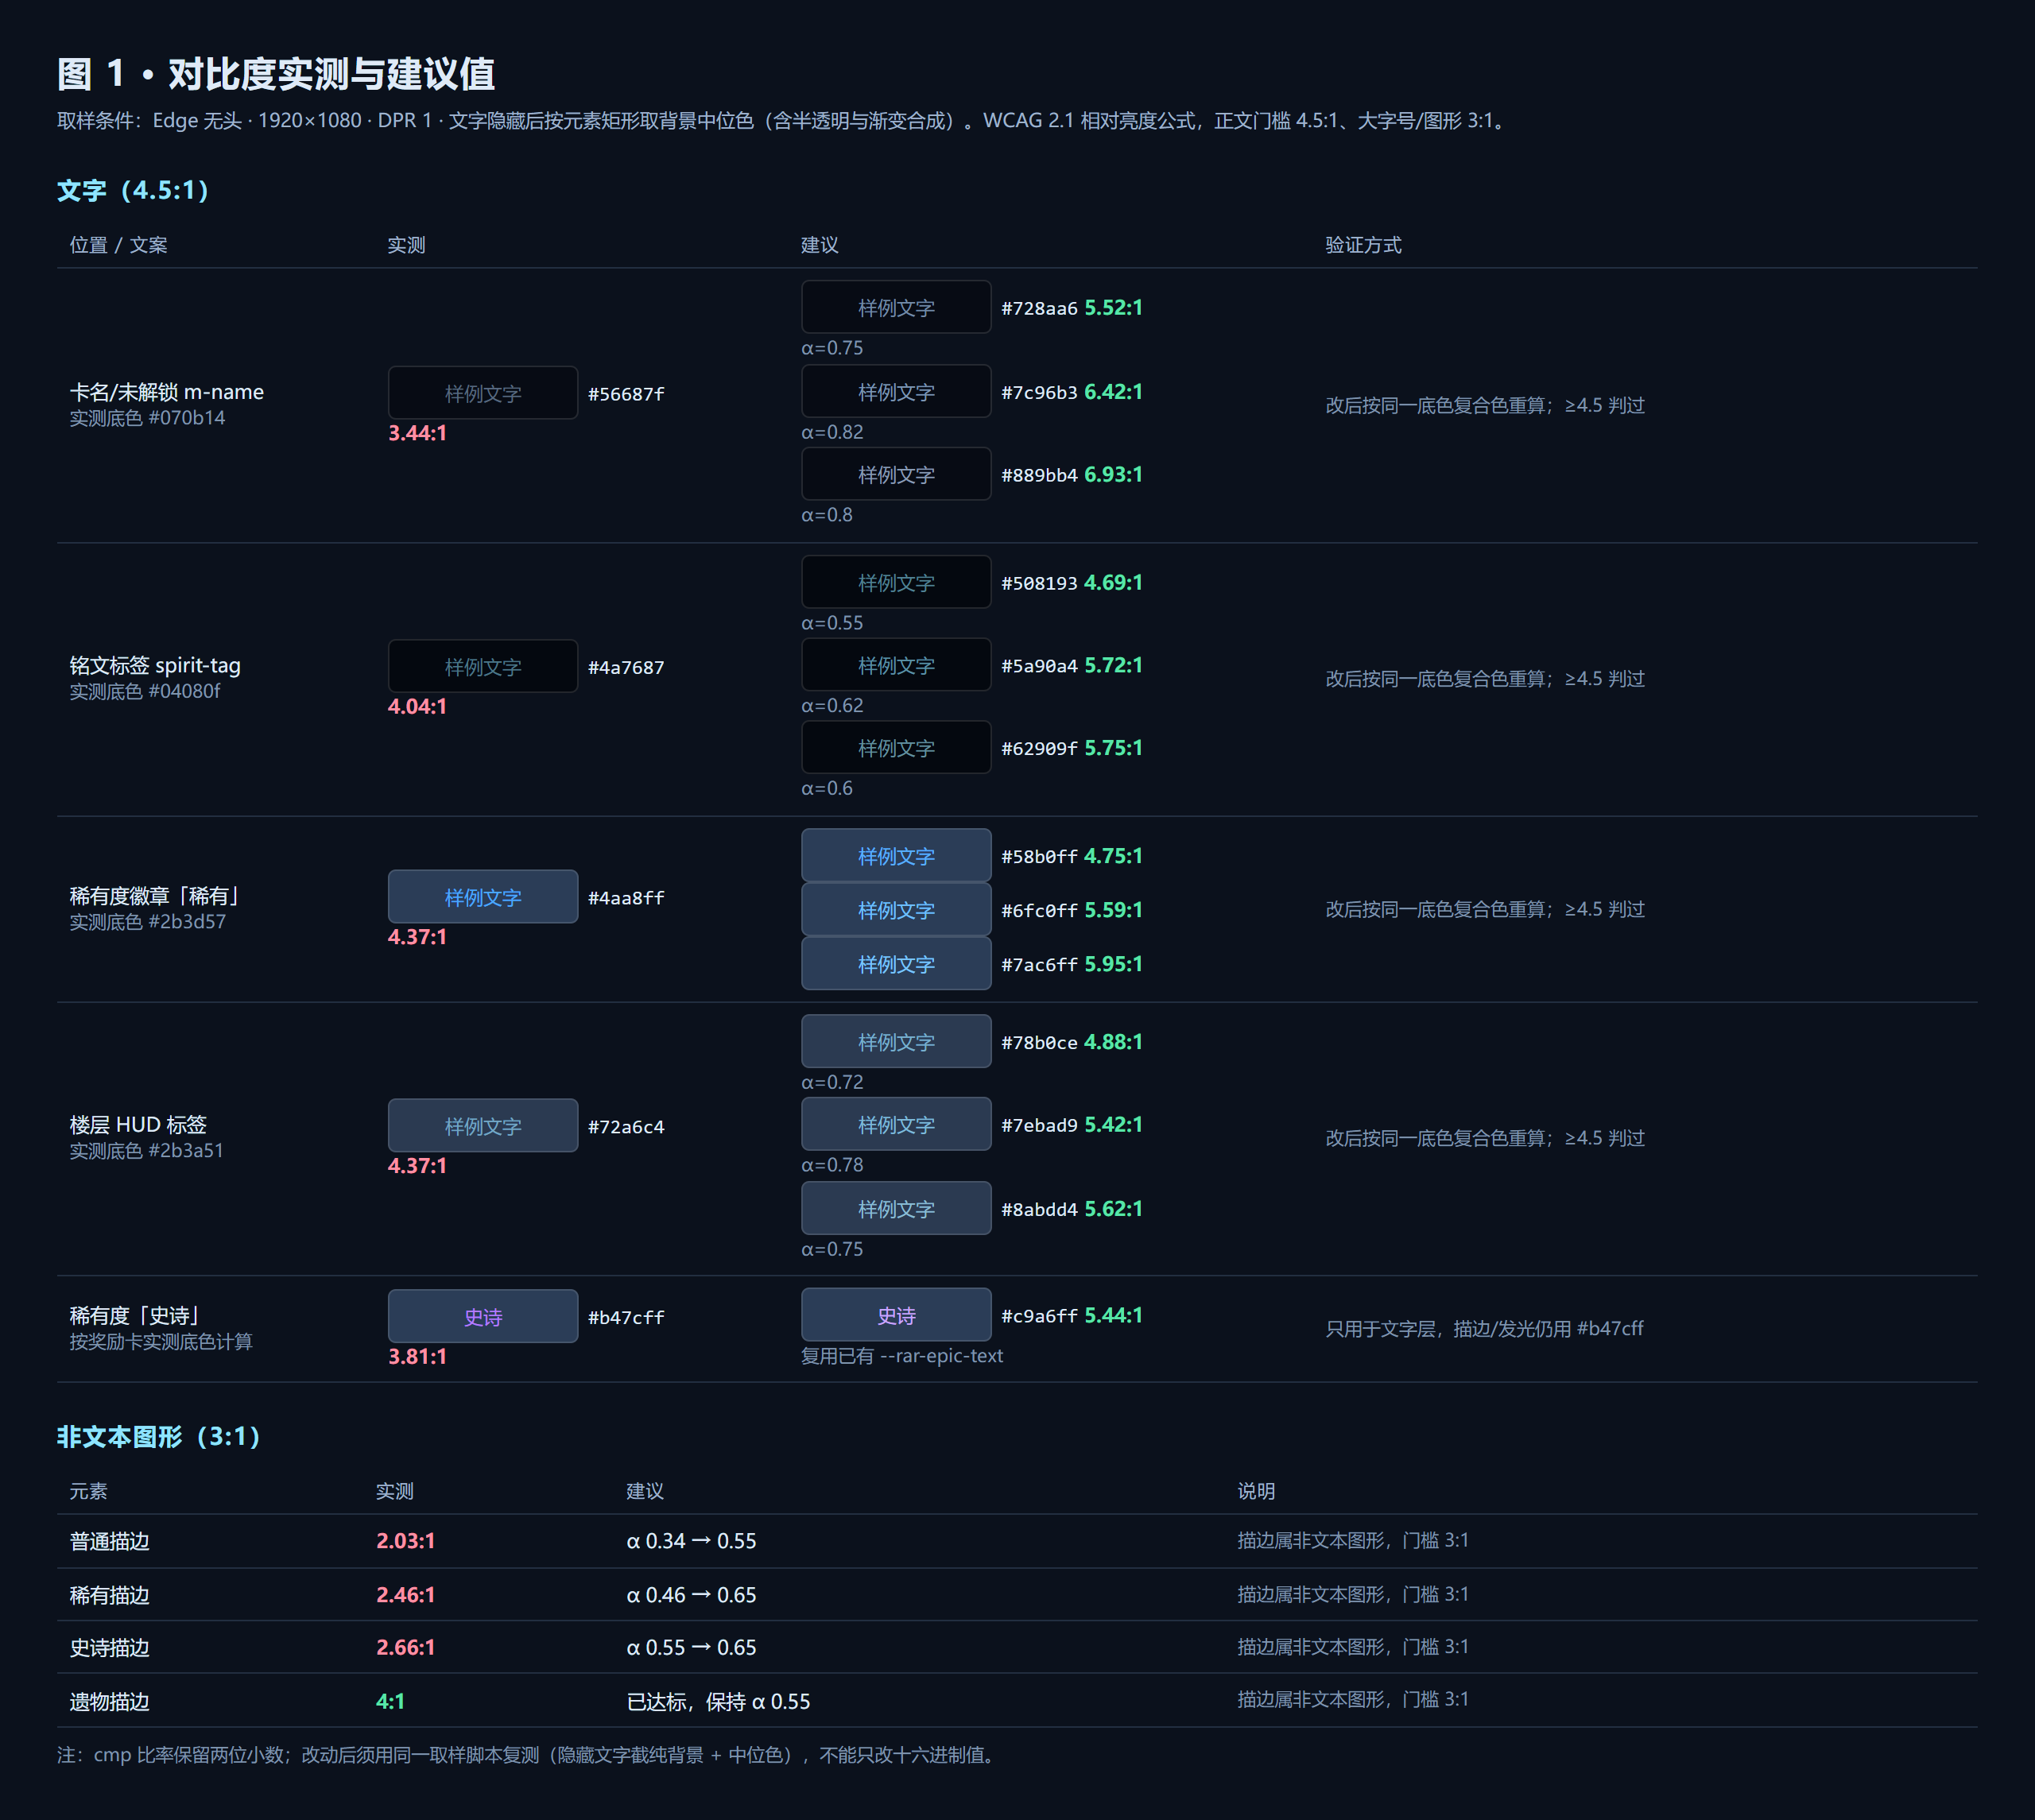 图 1 · 对比度实测与建议值
取样条件：Edge 无头 · 1920×1080 · DPR 1 · 文字隐藏后按元素矩形取背景中位色（含半透明与渐变合成）。WCAG 2.1 相对亮度公式，正文门槛 4.5:1、大字号/图形 3:1。
文字（4.5:1）
位置 / 文案 实测 建议 验证方式
卡名/未解锁 m-name
实测底色 #070b14
样例文字 #56687f
3.44:1
样例文字 #728aa6 5.52:1
α=0.75
样例文字 #7c96b3 6.42:1
α=0.82
样例文字 #889bb4 6.93:1
α=0.8
改后按同一底色复合色重算；≥4.5 判过
铭文标签 spirit-tag
实测底色 #04080f
样例文字 #4a7687
4.04:1
样例文字 #508193 4.69:1
α=0.55
样例文字 #5a90a4 5.72:1
α=0.62
样例文字 #62909f 5.75:1
α=0.6
改后按同一底色复合色重算；≥4.5 判过
稀有度徽章「稀有」
实测底色 #2b3d57
样例文字 #4aa8ff
4.37:1
样例文字 #58b0ff 4.75:1
样例文字 #6fc0ff 5.59:1
样例文字 #7ac6ff 5.95:1
改后按同一底色复合色重算；≥4.5 判过
楼层 HUD 标签
实测底色 #2b3a51
样例文字 #72a6c4
4.37:1
样例文字 #78b0ce 4.88:1
α=0.72
样例文字 #7ebad9 5.42:1
α=0.78
样例文字 #8abdd4 5.62:1
α=0.75
改后按同一底色复合色重算；≥4.5 判过
稀有度「史诗」
按奖励卡实测底色计算
史诗 #b47cff
3.81:1
史诗 #c9a6ff 5.44:1
复用已有 --rar-epic-text
只用于文字层，描边/发光仍用 #b47cff
非文本图形（3:1）
元素 实测 建议 说明
普通描边 2.03:1 α 0.34 → 0.55 描边属非文本图形，门槛 3:1
稀有描边 2.46:1 α 0.46 → 0.65 描边属非文本图形，门槛 3:1
史诗描边 2.66:1 α 0.55 → 0.65 描边属非文本图形，门槛 3:1
遗物描边 4:1 已达标，保持 α 0.55 描边属非文本图形，门槛 3:1
注：cmp 比率保留两位小数；改动后须用同一取样脚本复测（隐藏文字截纯背景 + 中位色），不能只改十六进制值。